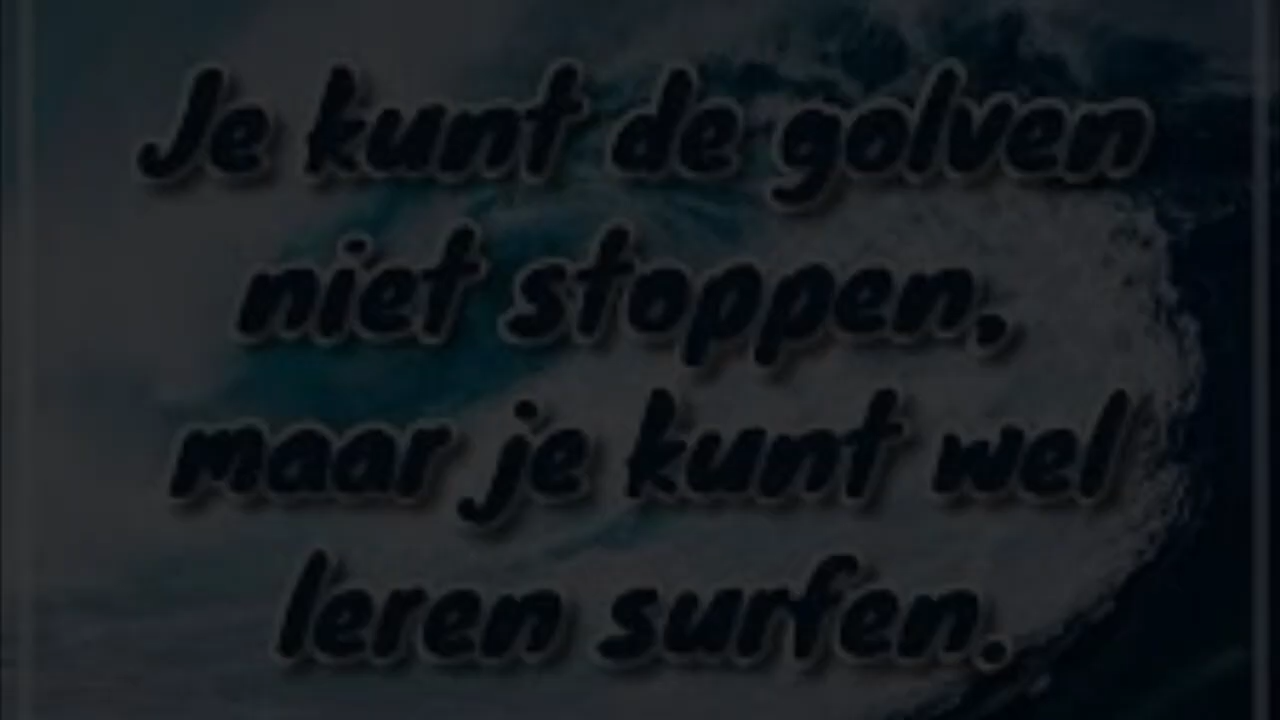 Je kunt de golven
niet stoppen,
maar je kunt wel
leren surfen.